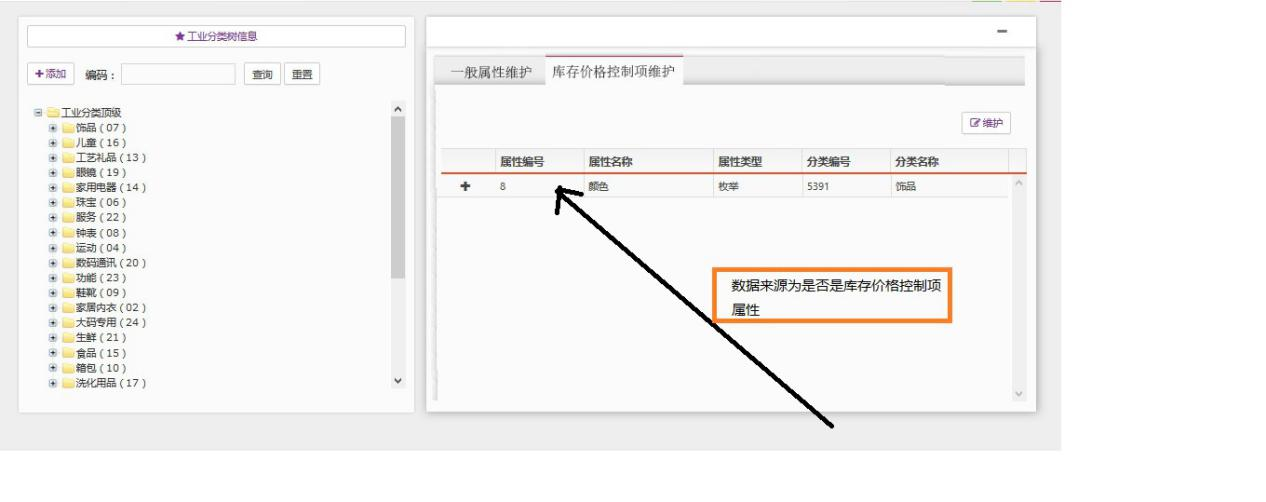 ★工业分类树信息
+添加 编码： 查询 重置
工业分类顶级
饰品(07)
儿童(16)
工艺礼品(13)
眼镜(19)
家用电器(14)
珠宝(06)
服务(22)
钟表(08)
运动(04)
数码通讯(20)
功能(23)
鞋靴(09)
家居内衣(02)
大码专用(24)
生鲜(21)
食品(15)
箱包(10)
洗化用品(17)
一般属性维护 库存价格控制项维护
维护
属性编号 属性名称 属性类型 分类编号 分类名称
+ 8 颜色 枚举 5391 饰品
数据来源为是否是库存价格控制项
属性